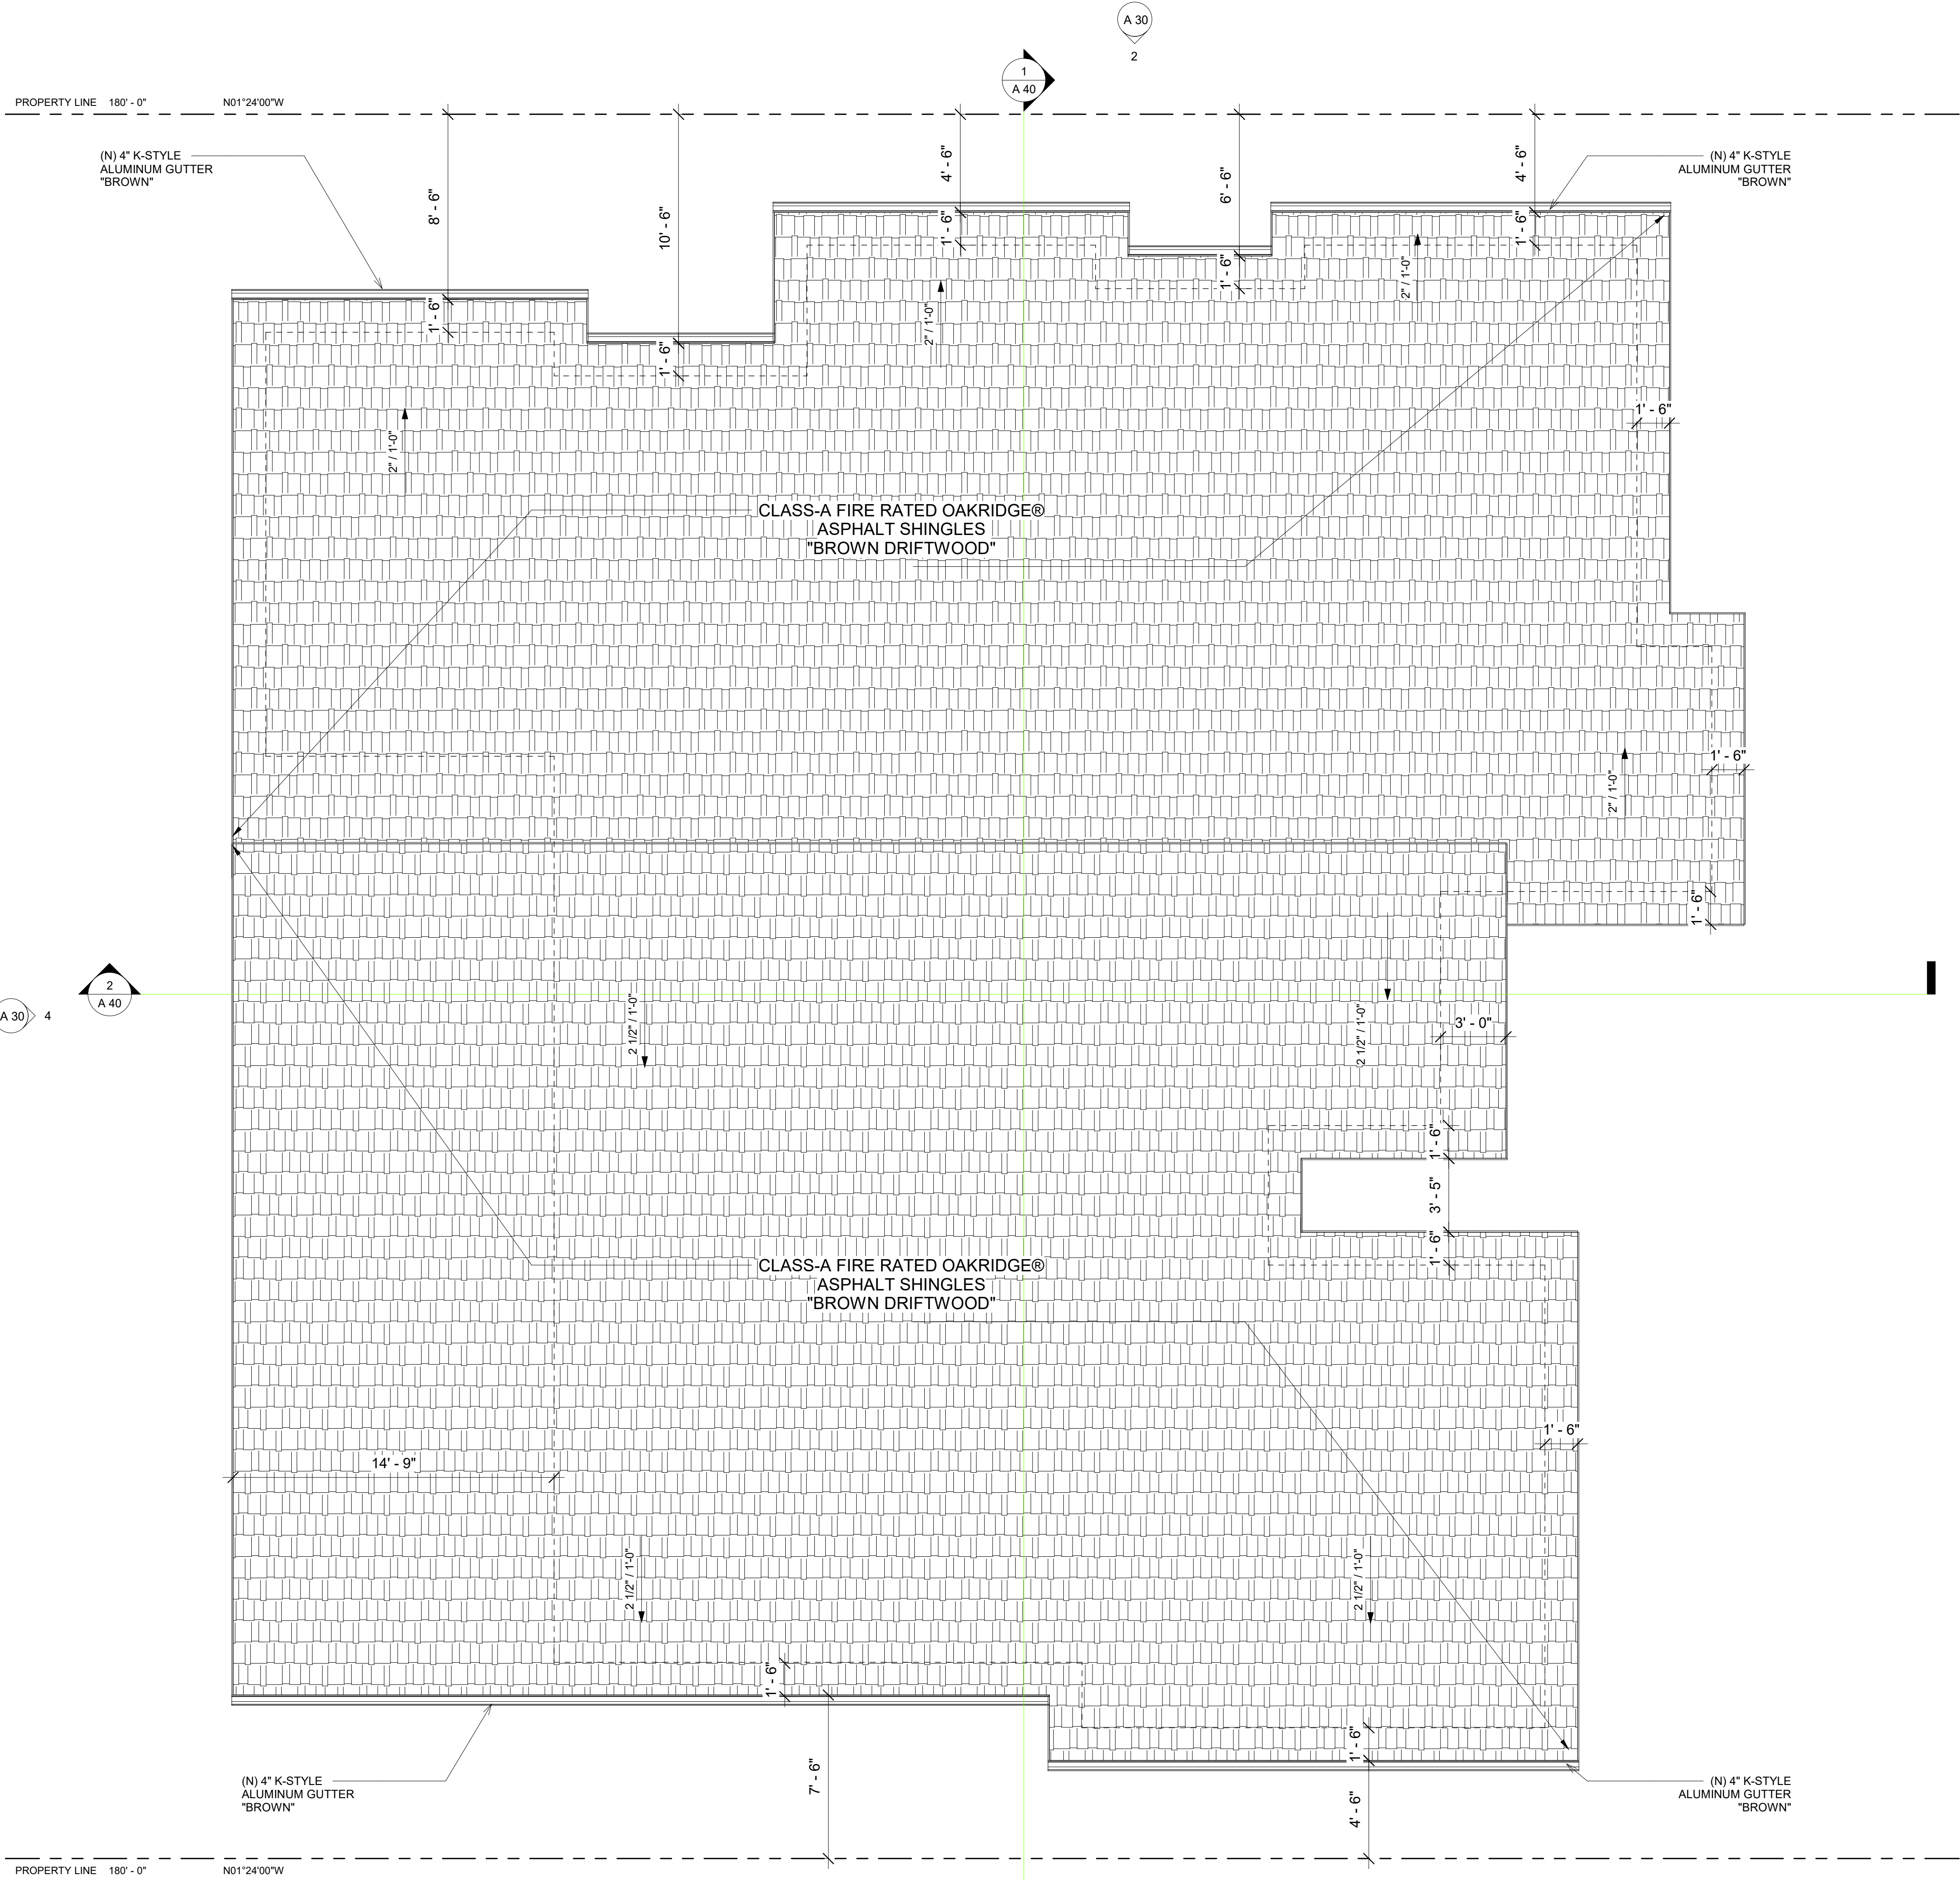 A 30
2
1
A 40
PROPERTY LINE 180' - 0" N01°24'00"W
(N) 4" K-STYLE
ALUMINUM GUTTER
"BROWN"
8' - 6"
10' - 6"
4' - 6"
6' - 6"
4' - 6"
(N) 4" K-STYLE
ALUMINUM GUTTER
"BROWN"
1' - 6"
1' - 6"
1' - 6"
1' - 6"
1' - 6"
2" / 1'-0"
2" / 1'-0"
2" / 1'-0"
1' - 6"
CLASS-A FIRE RATED OAKRIDGE®
ASPHALT SHINGLES
"BROWN DRIFTWOOD"
1' - 6"
2" / 1'-0"
1' - 6"
2
A 40
A 30
4
2 1/2" / 1'-0"
2 1/2" / 1'-0"
3' - 0"
1' - 6"
3' - 5"
1' - 6"
CLASS-A FIRE RATED OAKRIDGE®
ASPHALT SHINGLES
"BROWN DRIFTWOOD"
1' - 6"
14' - 9"
2 1/2" / 1'-0"
2 1/2" / 1'-0"
1' - 6"
1' - 6"
7' - 6"
4' - 6"
(N) 4" K-STYLE
ALUMINUM GUTTER
"BROWN"
(N) 4" K-STYLE
ALUMINUM GUTTER
"BROWN"
PROPERTY LINE 180' - 0" N01°24'00"W